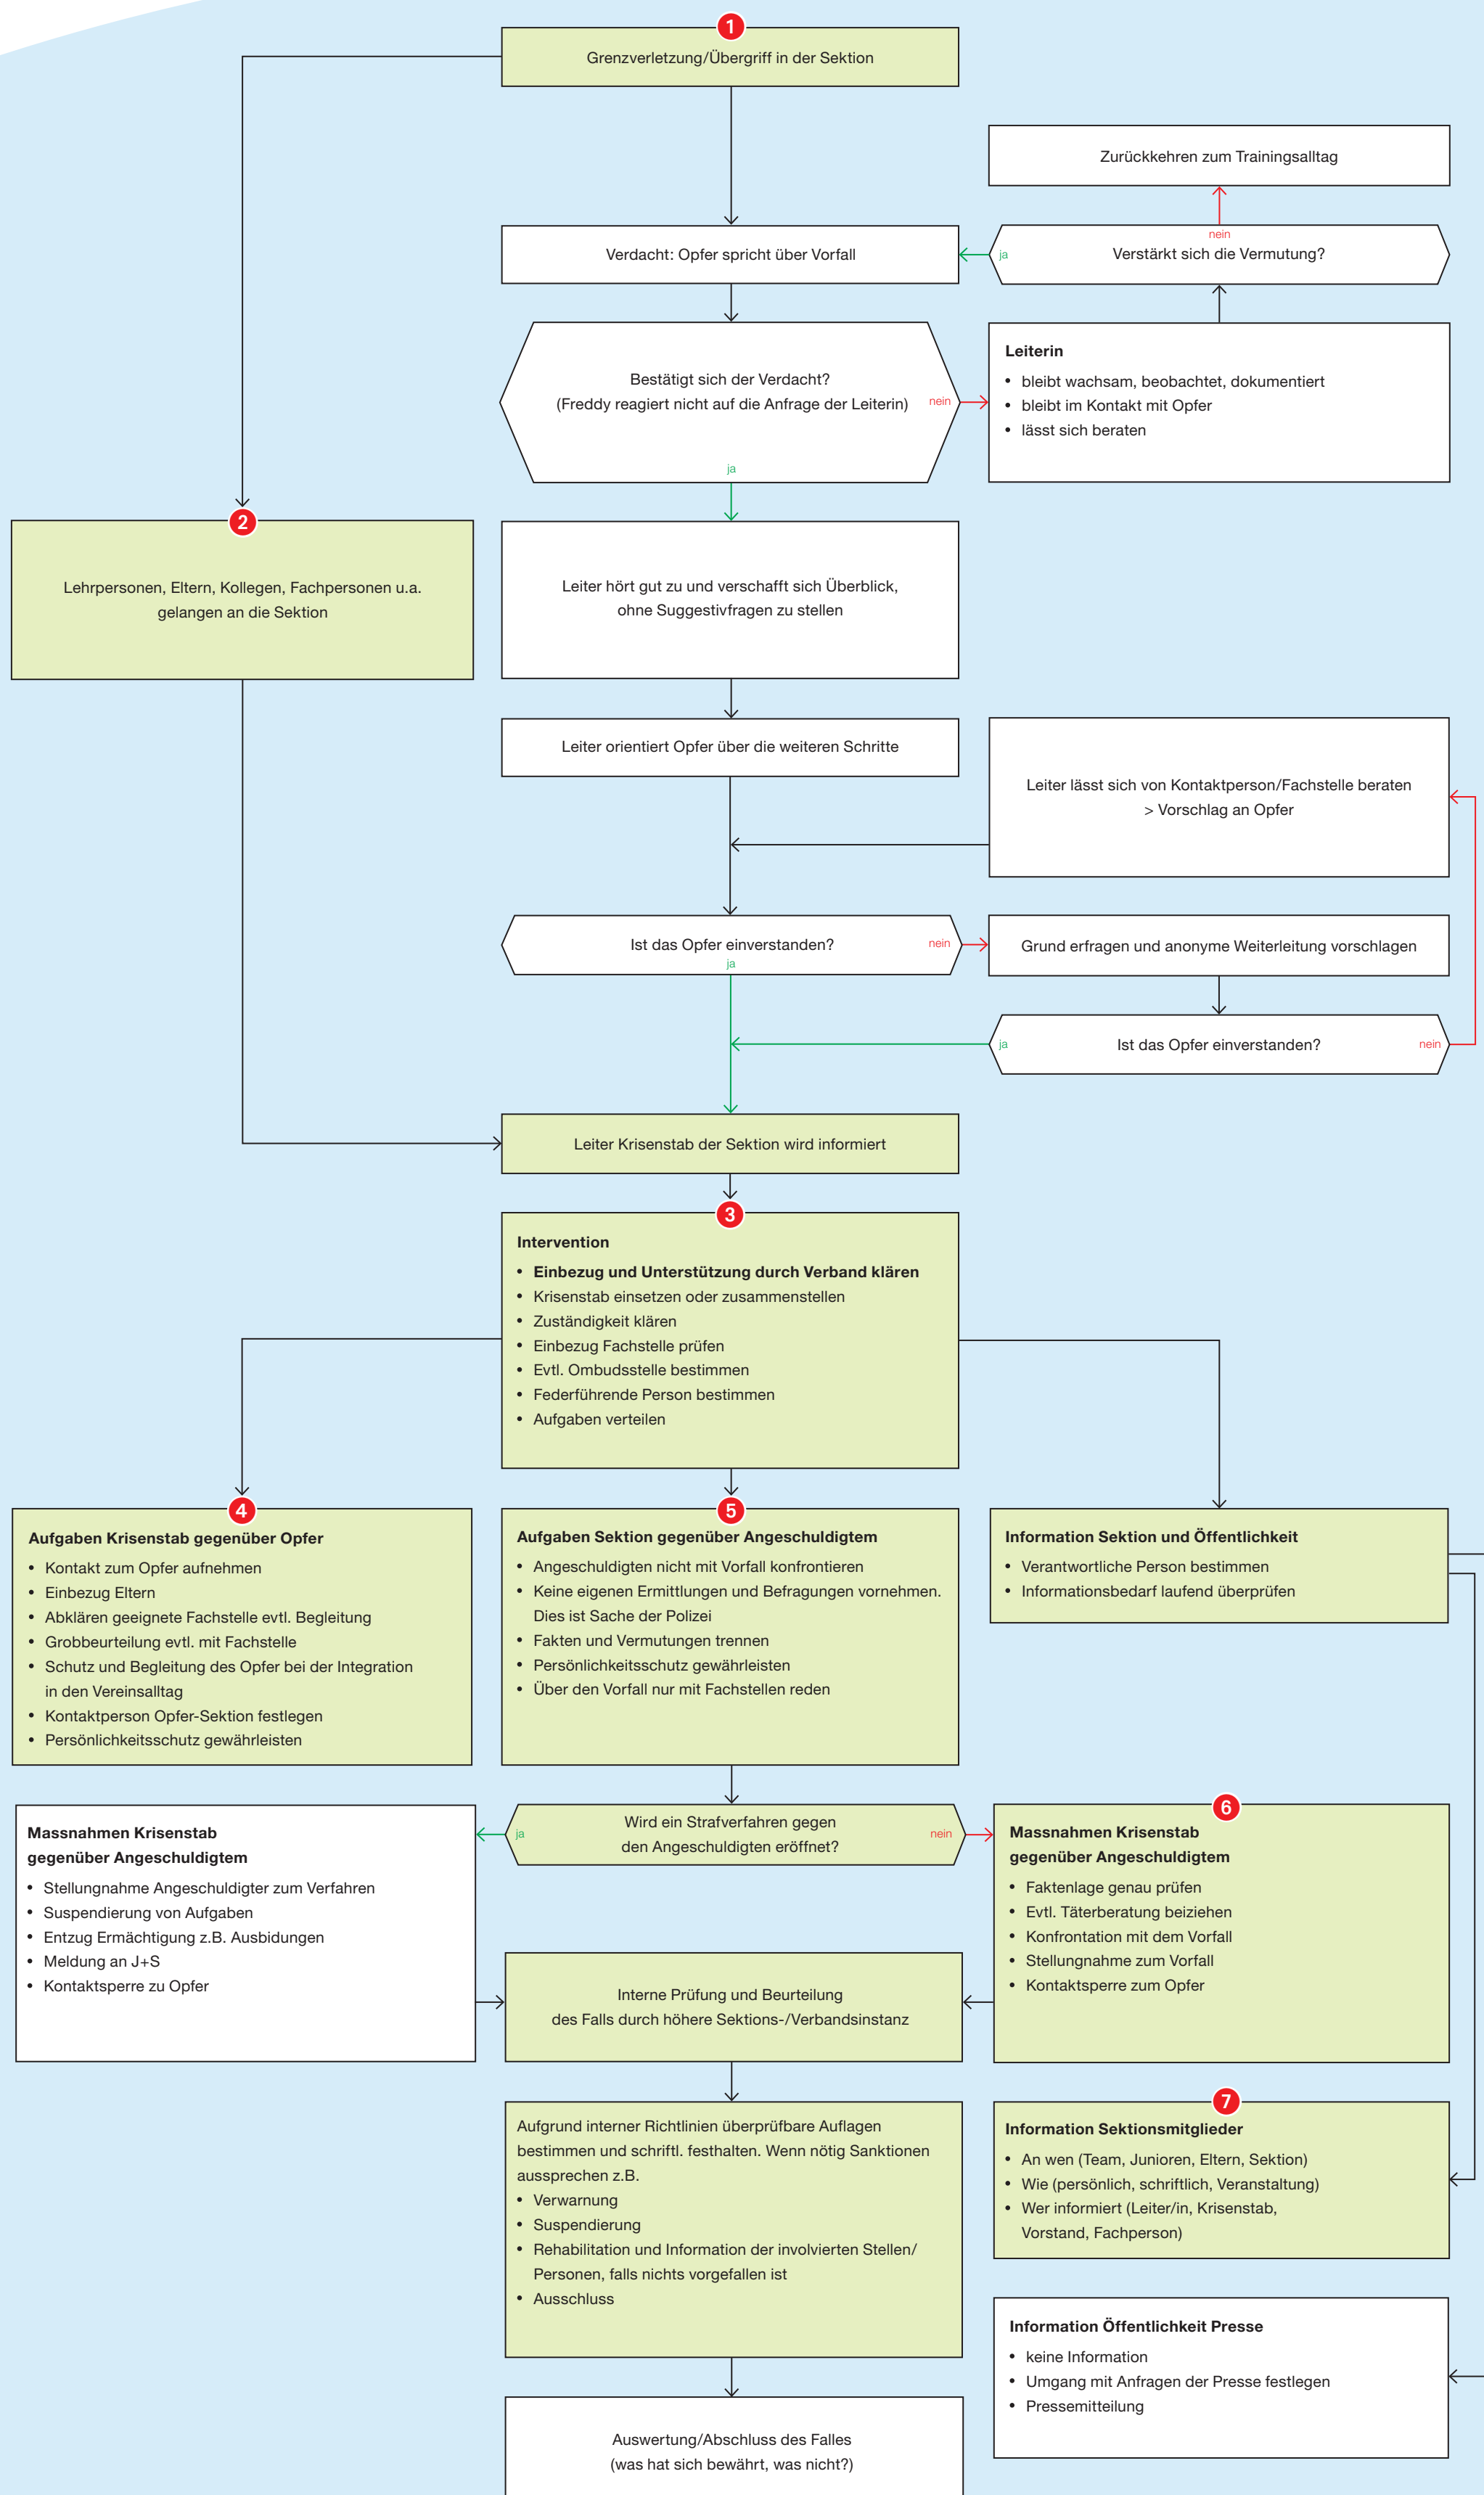 1
Grenzverletzung/Übergriff in der Sektion
Zurückkehren zum Trainingsalltag
nein
Verstärkt sich die Vermutung?
ja
Verdacht: Opfer spricht über Vorfall
Bestätigt sich der Verdacht?
(Freddy reagiert nicht auf die Anfrage der Leiterin)
nein
ja
Leiterin
• bleibt wachsam, beobachtet, dokumentiert
• bleibt im Kontakt mit Opfer
• lässt sich beraten
2
Lehrpersonen, Eltern, Kollegen, Fachpersonen u.a.
gelangen an die Sektion
Leiter hört gut zu und verschafft sich Überblick,
ohne Suggestivfragen zu stellen
Leiter orientiert Opfer über die weiteren Schritte
Leiter lässt sich von Kontaktperson/Fachstelle beraten
> Vorschlag an Opfer
Ist das Opfer einverstanden?
nein
ja
Grund erfragen und anonyme Weiterleitung vorschlagen
ja
Ist das Opfer einverstanden?
nein
Leiter Krisenstab der Sektion wird informiert
3
Intervention
• Einbezug und Unterstützung durch Verband klären
• Krisenstab einsetzen oder zusammenstellen
• Zuständigkeit klären
• Einbezug Fachstelle prüfen
• Evtl. Ombudsstelle bestimmen
• Federführende Person bestimmen
• Aufgaben verteilen
4
Aufgaben Krisenstab gegenüber Opfer
• Kontakt zum Opfer aufnehmen
• Einbezug Eltern
• Abklären geeignete Fachstelle evtl. Begleitung
• Grobbeurteilung evtl. mit Fachstelle
• Schutz und Begleitung des Opfer bei der Integration
in den Vereinsalltag
• Kontaktperson Opfer-Sektion festlegen
• Persönlichkeitsschutz gewährleisten
5
Aufgaben Sektion gegenüber Angeschuldigtem
• Angeschuldigten nicht mit Vorfall konfrontieren
• Keine eigenen Ermittlungen und Befragungen vornehmen.
Dies ist Sache der Polizei
• Fakten und Vermutungen trennen
• Persönlichkeitsschutz gewährleisten
• Über den Vorfall nur mit Fachstellen reden
Information Sektion und Öffentlichkeit
• Verantwortliche Person bestimmen
• Informationsbedarf laufend überprüfen
Massnahmen Krisenstab
gegenüber Angeschuldigtem
• Stellungnahme Angeschuldigter zum Verfahren
• Suspendierung von Aufgaben
• Entzug Ermächtigung z.B. Ausbidungen
• Meldung an J+S
• Kontaktsperre zu Opfer
ja
Wird ein Strafverfahren gegen
den Angeschuldigten eröffnet?
nein
6
Massnahmen Krisenstab
gegenüber Angeschuldigtem
• Faktenlage genau prüfen
• Evtl. Täterberatung beiziehen
• Konfrontation mit dem Vorfall
• Stellungnahme zum Vorfall
• Kontaktsperre zum Opfer
Interne Prüfung und Beurteilung
des Falls durch höhere Sektions-/Verbandsinstanz
Aufgrund interner Richtlinien überprüfbare Auflagen
bestimmen und schriftl. festhalten. Wenn nötig Sanktionen
aussprechen z.B.
• Verwarnung
• Suspendierung
• Rehabilitation und Information der involvierten Stellen/
Personen, falls nichts vorgefallen ist
• Ausschluss
7
Information Sektionsmitglieder
• An wen (Team, Junioren, Eltern, Sektion)
• Wie (persönlich, schriftlich, Veranstaltung)
• Wer informiert (Leiter/in, Krisenstab,
Vorstand, Fachperson)
Information Öffentlichkeit Presse
• keine Information
• Umgang mit Anfragen der Presse festlegen
• Pressemitteilung
Auswertung/Abschluss des Falles
(was hat sich bewährt, was nicht?)